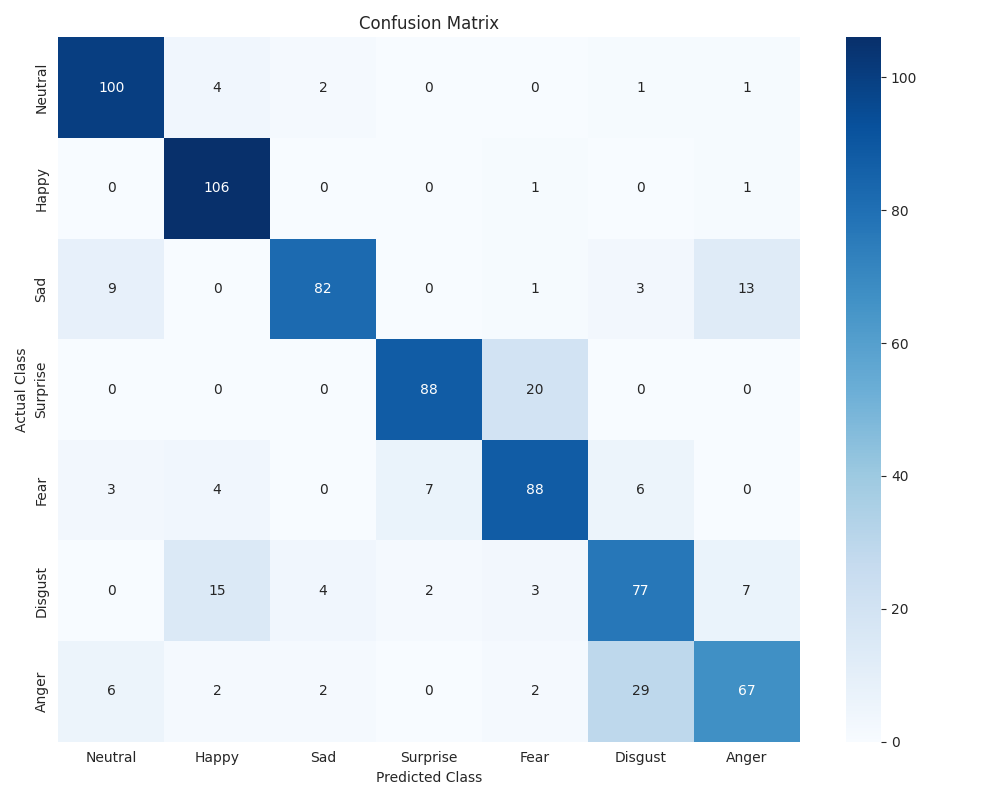 Confusion Matrix
Neutral 100 4 2 0 0 1 1
Happy 0 106 0 0 1 0 1
Sad 9 0 82 0 1 3 13
Surprise 0 0 0 88 20 0 0
Fear 3 4 0 7 88 6 0
Disgust 0 15 4 2 3 77 7
Anger 6 2 2 0 2 29 67
Actual Class
Neutral Happy Sad Surprise Fear Disgust Anger
Predicted Class
100
80
60
40
20
0